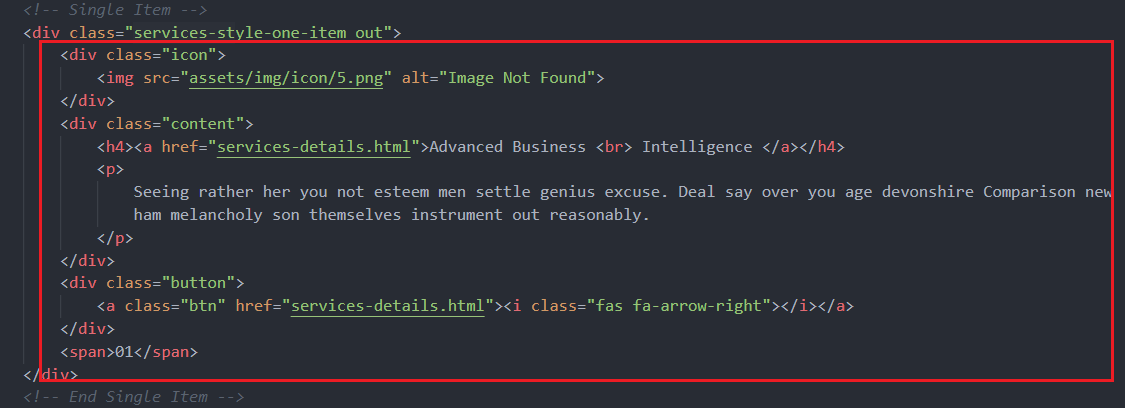 <!-- Single Item -->
<div class="services-style-one-item out">
<div class="icon">
<img src="assets/img/icon/5.png" alt="Image Not Found">
</div>
<div class="content">
<h4><a href="services-details.html">Advanced Business <br> Intelligence </a></h4>
<p>
Seeing rather her you not esteem men settle genius excuse. Deal say over you age devonshire Comparison new
ham melancholy son themselves instrument out reasonably.
</p>
</div>
<div class="button">
<a class="btn" href="services-details.html"><i class="fas fa-arrow-right"></i></a>
</div>
<span>01</span>
</div>
<!-- End Single Item -->